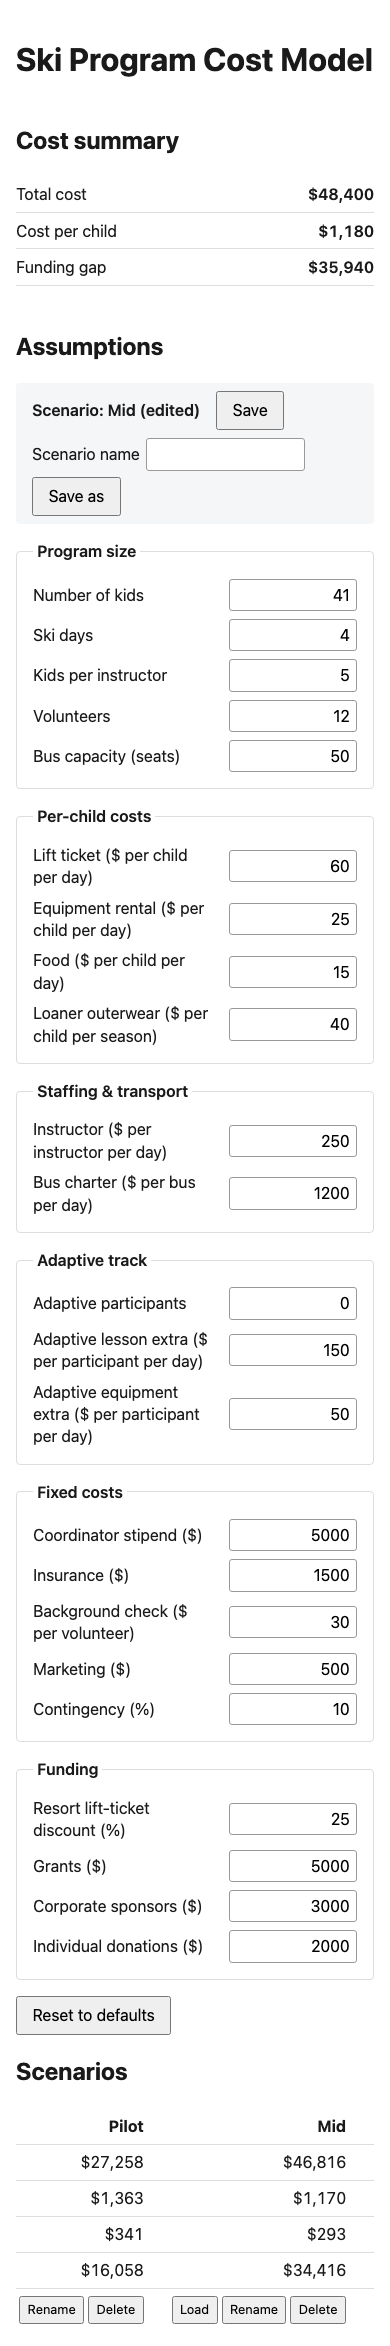 Ski Program Cost Model
Cost summary
Total cost $48,400
Cost per child $1,180
Funding gap $35,940
Assumptions
Scenario: Mid (edited) Save
Scenario name
Save as
Program size
Number of kids 41
Ski days 4
Kids per instructor 5
Volunteers 12
Bus capacity (seats) 50
Per-child costs
Lift ticket ($ per child
per day) 60
Equipment rental ($ per
child per day) 25
Food ($ per child per
day) 15
Loaner outerwear ($ per
child per season) 40
Staffing & transport
Instructor ($ per
instructor per day) 250
Bus charter ($ per bus
per day) 1200
Adaptive track
Adaptive participants 0
Adaptive lesson extra ($
per participant per day) 150
Adaptive equipment
extra ($ per participant 50
per day)
Fixed costs
Coordinator stipend ($) 5000
Insurance ($) 1500
Background check ($
per volunteer) 30
Marketing ($) 500
Contingency (%) 10
Funding
Resort lift-ticket
discount (%) 25
Grants ($) 5000
Corporate sponsors ($) 3000
Individual donations ($) 2000
Reset to defaults
Scenarios
Pilot Mid
$27,258 $46,816
$1,363 $1,170
$341 $293
$16,058 $34,416
Rename Delete Load Rename Delete